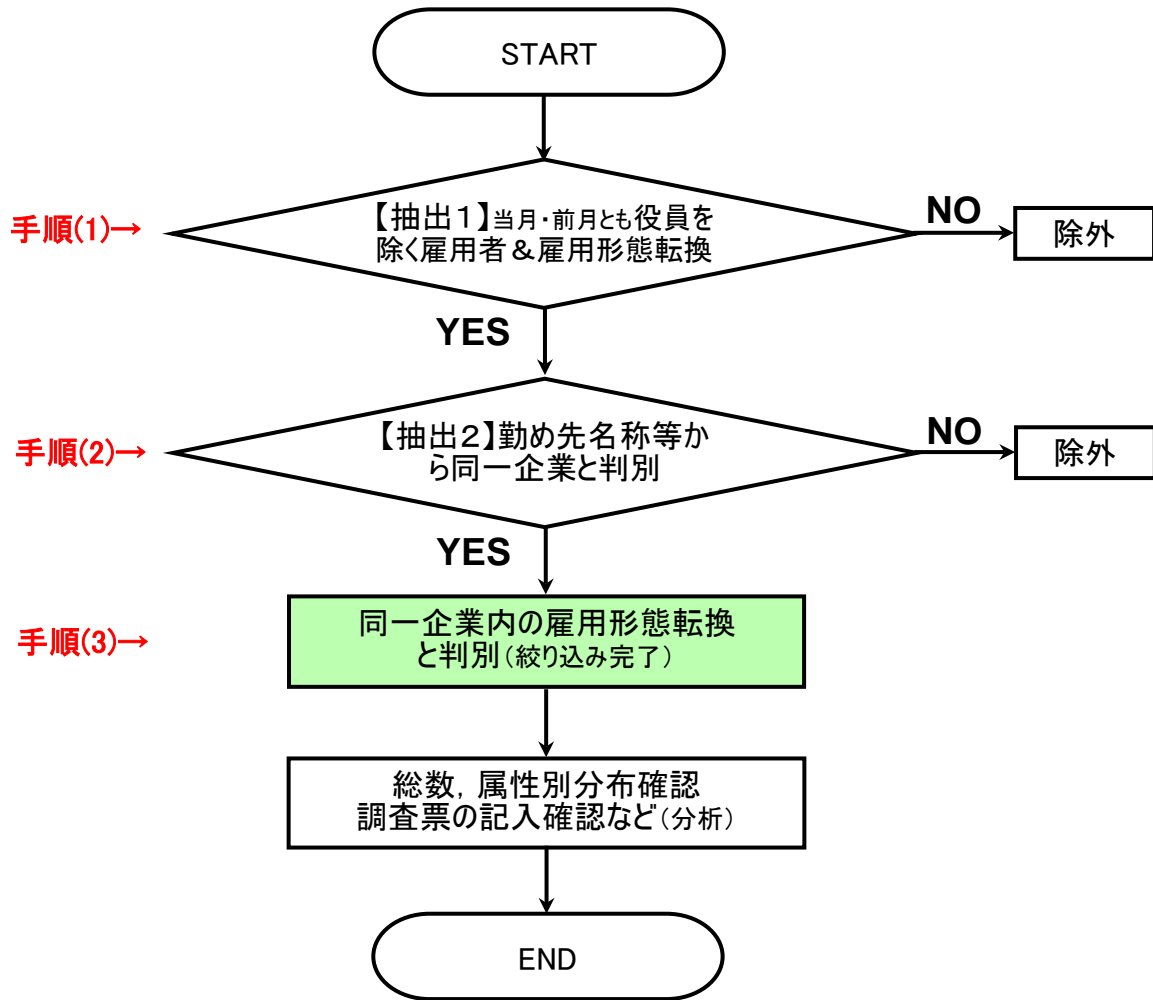 START
手順(1)→
【抽出1】当月・前月とも役員を
除く雇用者&雇用形態転換
NO
除外
YES
手順(2)→
【抽出2】勤め先名称等か
ら同一企業と判別
NO
除外
YES
手順(3)→
同一企業内の雇用形態転換
と判別(絞り込み完了)
総数,属性別分布確認
調査票の記入確認など(分析)
END